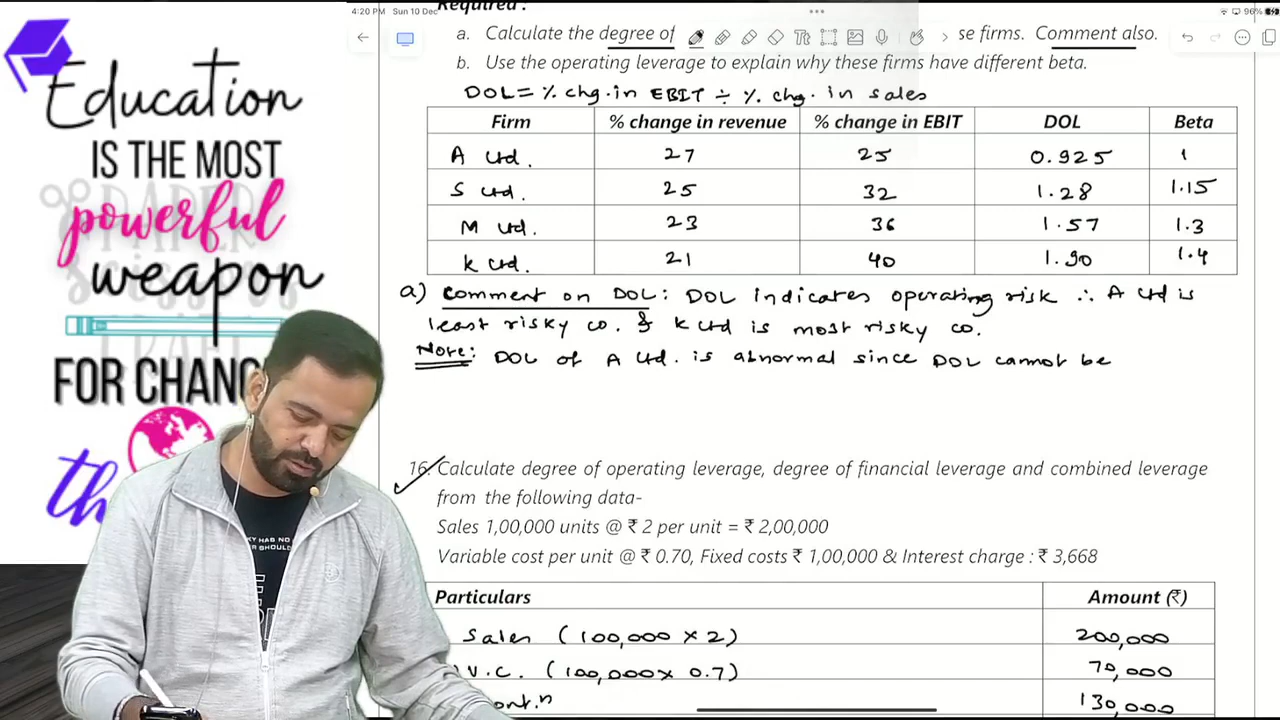 4:20 PM Sun 10 Dec
96%
Education
IS THE MOST
powerful
weapon
FOR CHANG
th
Required :
a. Calculate the degree of
se firms. Comment also.
b. Use the operating leverage to explain why these firms have different beta.
DOL = % chg. in EBIT ÷ % chg. in sales
Firm % change in revenue % change in EBIT DOL Beta
A Ltd. 27 25 0.925 1
S Ltd. 25 32 1.28 1.15
M Ltd. 23 36 1.57 1.3
K Ltd. 21 40 1.90 1.4
a) Comment on DOL: DOL indicates operating risk ∴ A Ltd is
least risky co. & K Ltd is most risky co.
Note: DOL of A Ltd. is abnormal since DOL cannot be
16. Calculate degree of operating leverage, degree of financial leverage and combined leverage
from the following data-
Sales 1,00,000 units @ ₹ 2 per unit = ₹ 2,00,000
Variable cost per unit @ ₹ 0.70, Fixed costs ₹ 1,00,000 & Interest charge : ₹ 3,668
Particulars Amount (₹)
Sales (100,000 × 2) 200,000
V.C. (100,000 × 0.7) 70,000
ont.n 130,000